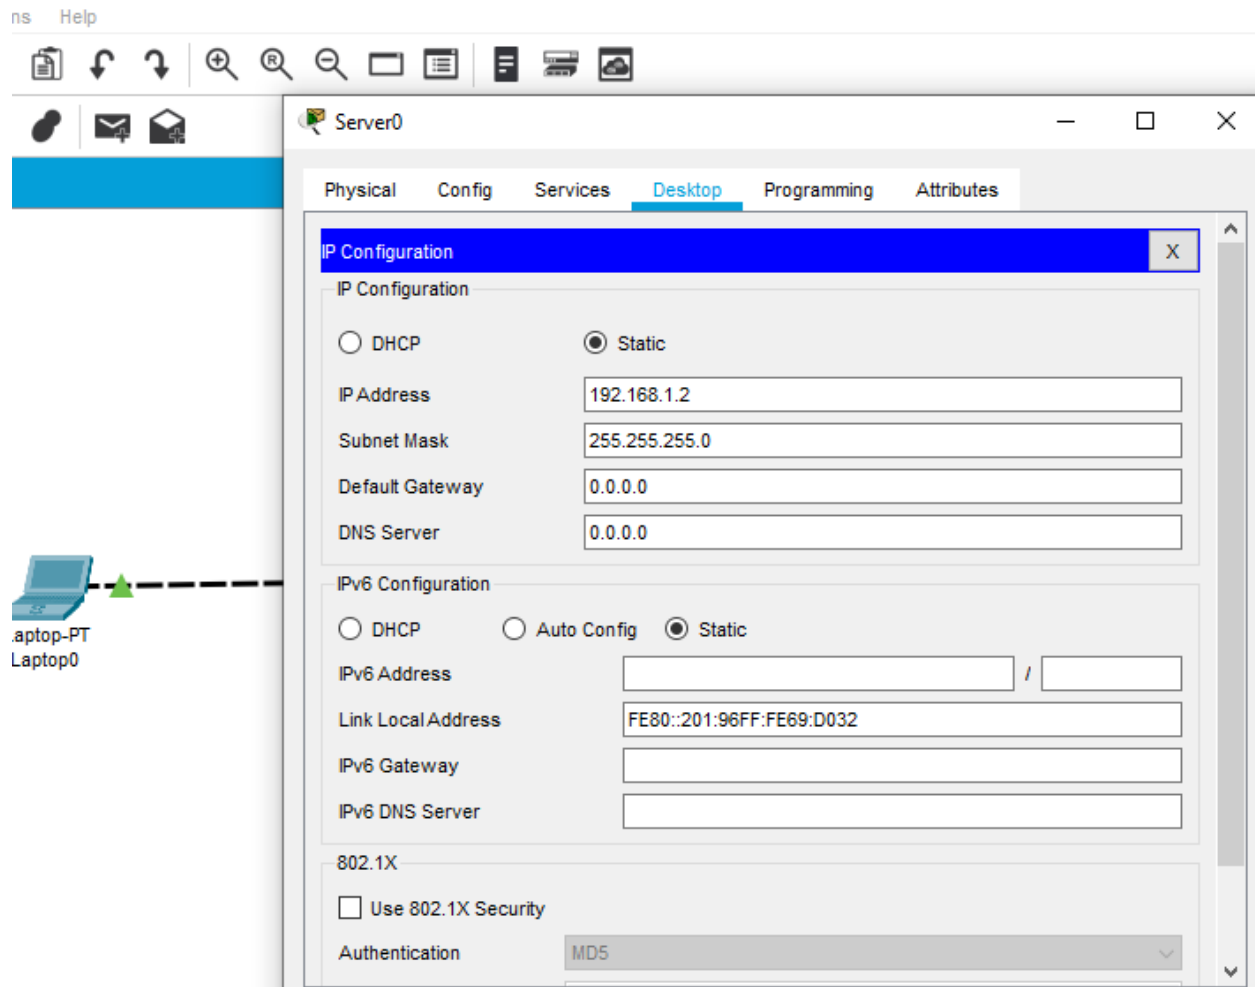 ns Help
Server0
Physical Config Services Desktop Programming Attributes
IP Configuration X
IP Configuration
DHCP Static
IP Address 192.168.1.2
Subnet Mask 255.255.255.0
Default Gateway 0.0.0.0
DNS Server 0.0.0.0
IPv6 Configuration
DHCP Auto Config Static
IPv6 Address /
Link Local Address FE80::201:96FF:FE69:D032
IPv6 Gateway
IPv6 DNS Server
802.1X
Use 802.1X Security
Authentication MD5
aptop-PT
Laptop0